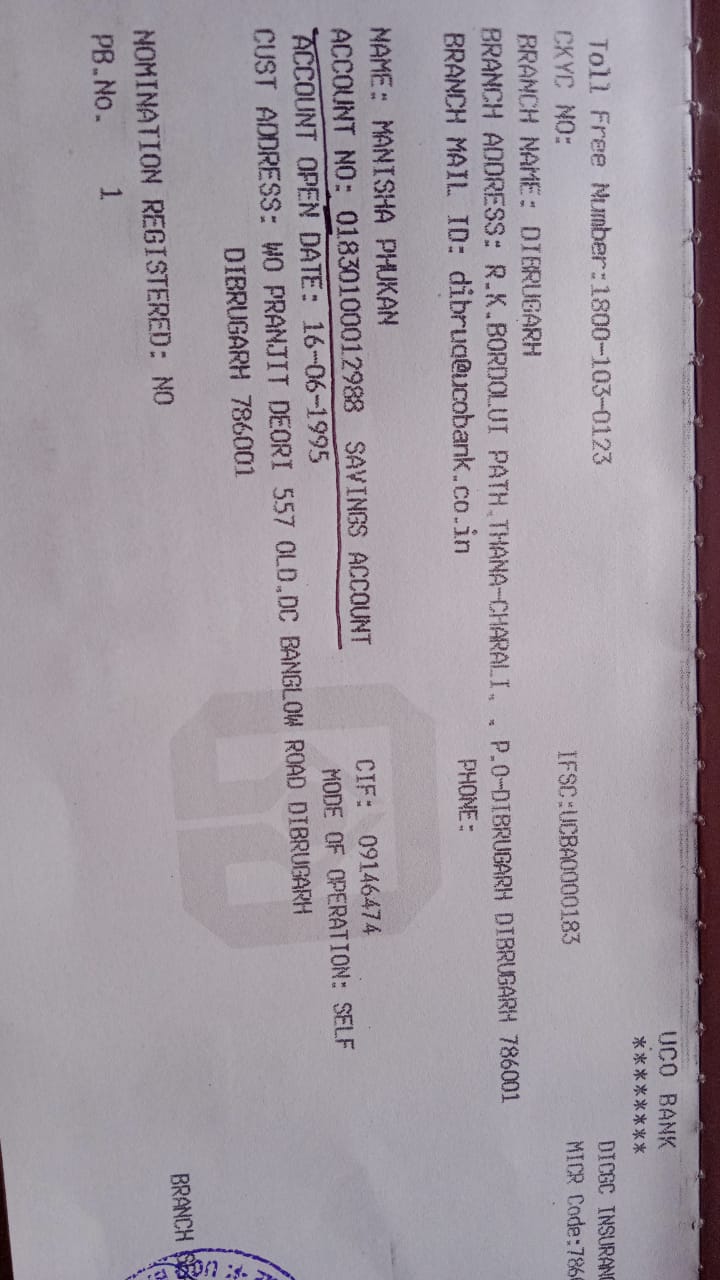 UCO BANK
********
Toll Free Number:1800-103-0123 DICGC INSURAN
CKYC NO: IFSC:UCBA0000183 MICR Code:786
BRANCH NAME: DIBRUGARH
BRANCH ADDRESS: R.K.BORDOLUI PATH,THANA-CHARALI, , P.O-DIBRUGARH DIBRUGARH 786001
BRANCH MAIL ID: dibrug@ucobank.co.in PHONE:
NAME: MANISHA PHUKAN
ACCOUNT NO: 01830100012988 SAVINGS ACCOUNT CIF: 09146474
ACCOUNT OPEN DATE: 16-06-1995 MODE OF OPERATION: SELF
CUST ADDRESS: WO PRANJIT DEORI 557 OLD.DC BANGLOW ROAD DIBRUGARH
DIBRUGARH 786001
NOMINATION REGISTERED: NO
PB.No. 1
BRANCH